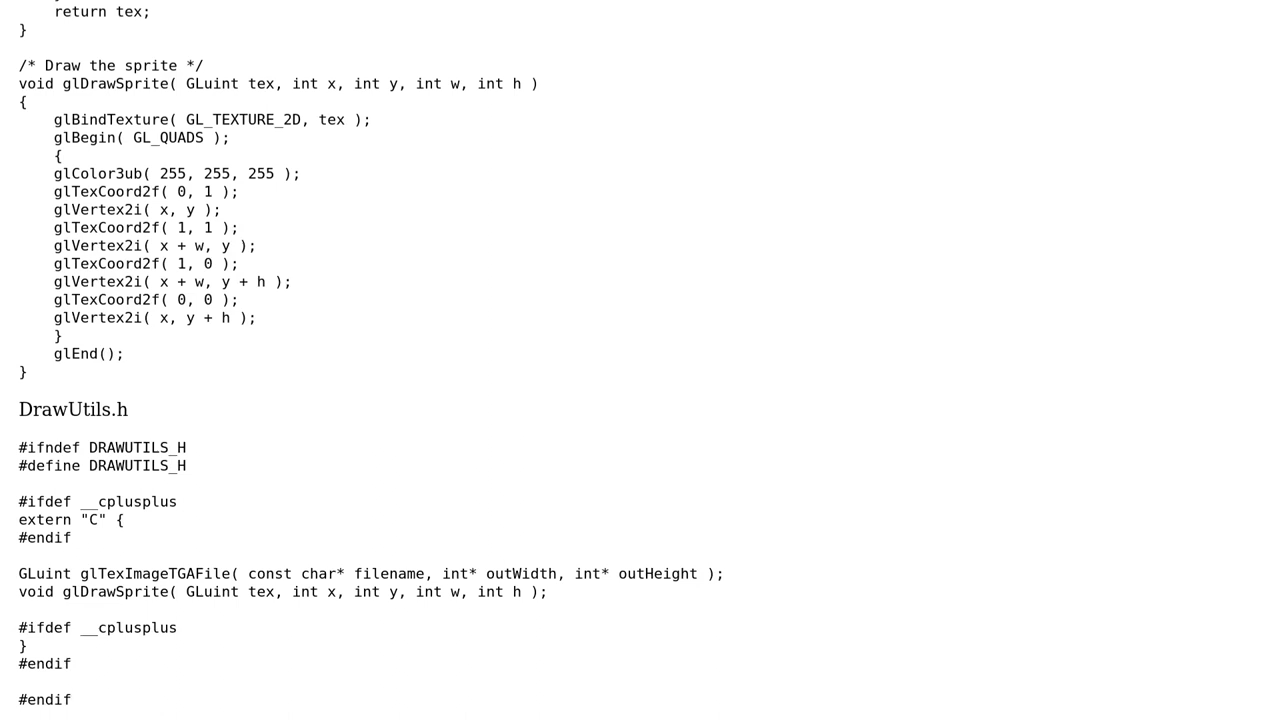 return tex;
}
/* Draw the sprite */
void glDrawSprite( GLuint tex, int x, int y, int w, int h )
{
glBindTexture( GL_TEXTURE_2D, tex );
glBegin( GL_QUADS );
{
glColor3ub( 255, 255, 255 );
glTexCoord2f( 0, 1 );
glVertex2i( x, y );
glTexCoord2f( 1, 1 );
glVertex2i( x + w, y );
glTexCoord2f( 1, 0 );
glVertex2i( x + w, y + h );
glTexCoord2f( 0, 0 );
glVertex2i( x, y + h );
}
glEnd();
}
DrawUtils.h
#ifndef DRAWUTILS_H
#define DRAWUTILS_H
#ifdef __cplusplus
extern "C" {
#endif
GLuint glTexImageTGAFile( const char* filename, int* outWidth, int* outHeight );
void glDrawSprite( GLuint tex, int x, int y, int w, int h );
#ifdef __cplusplus
}
#endif
#endif